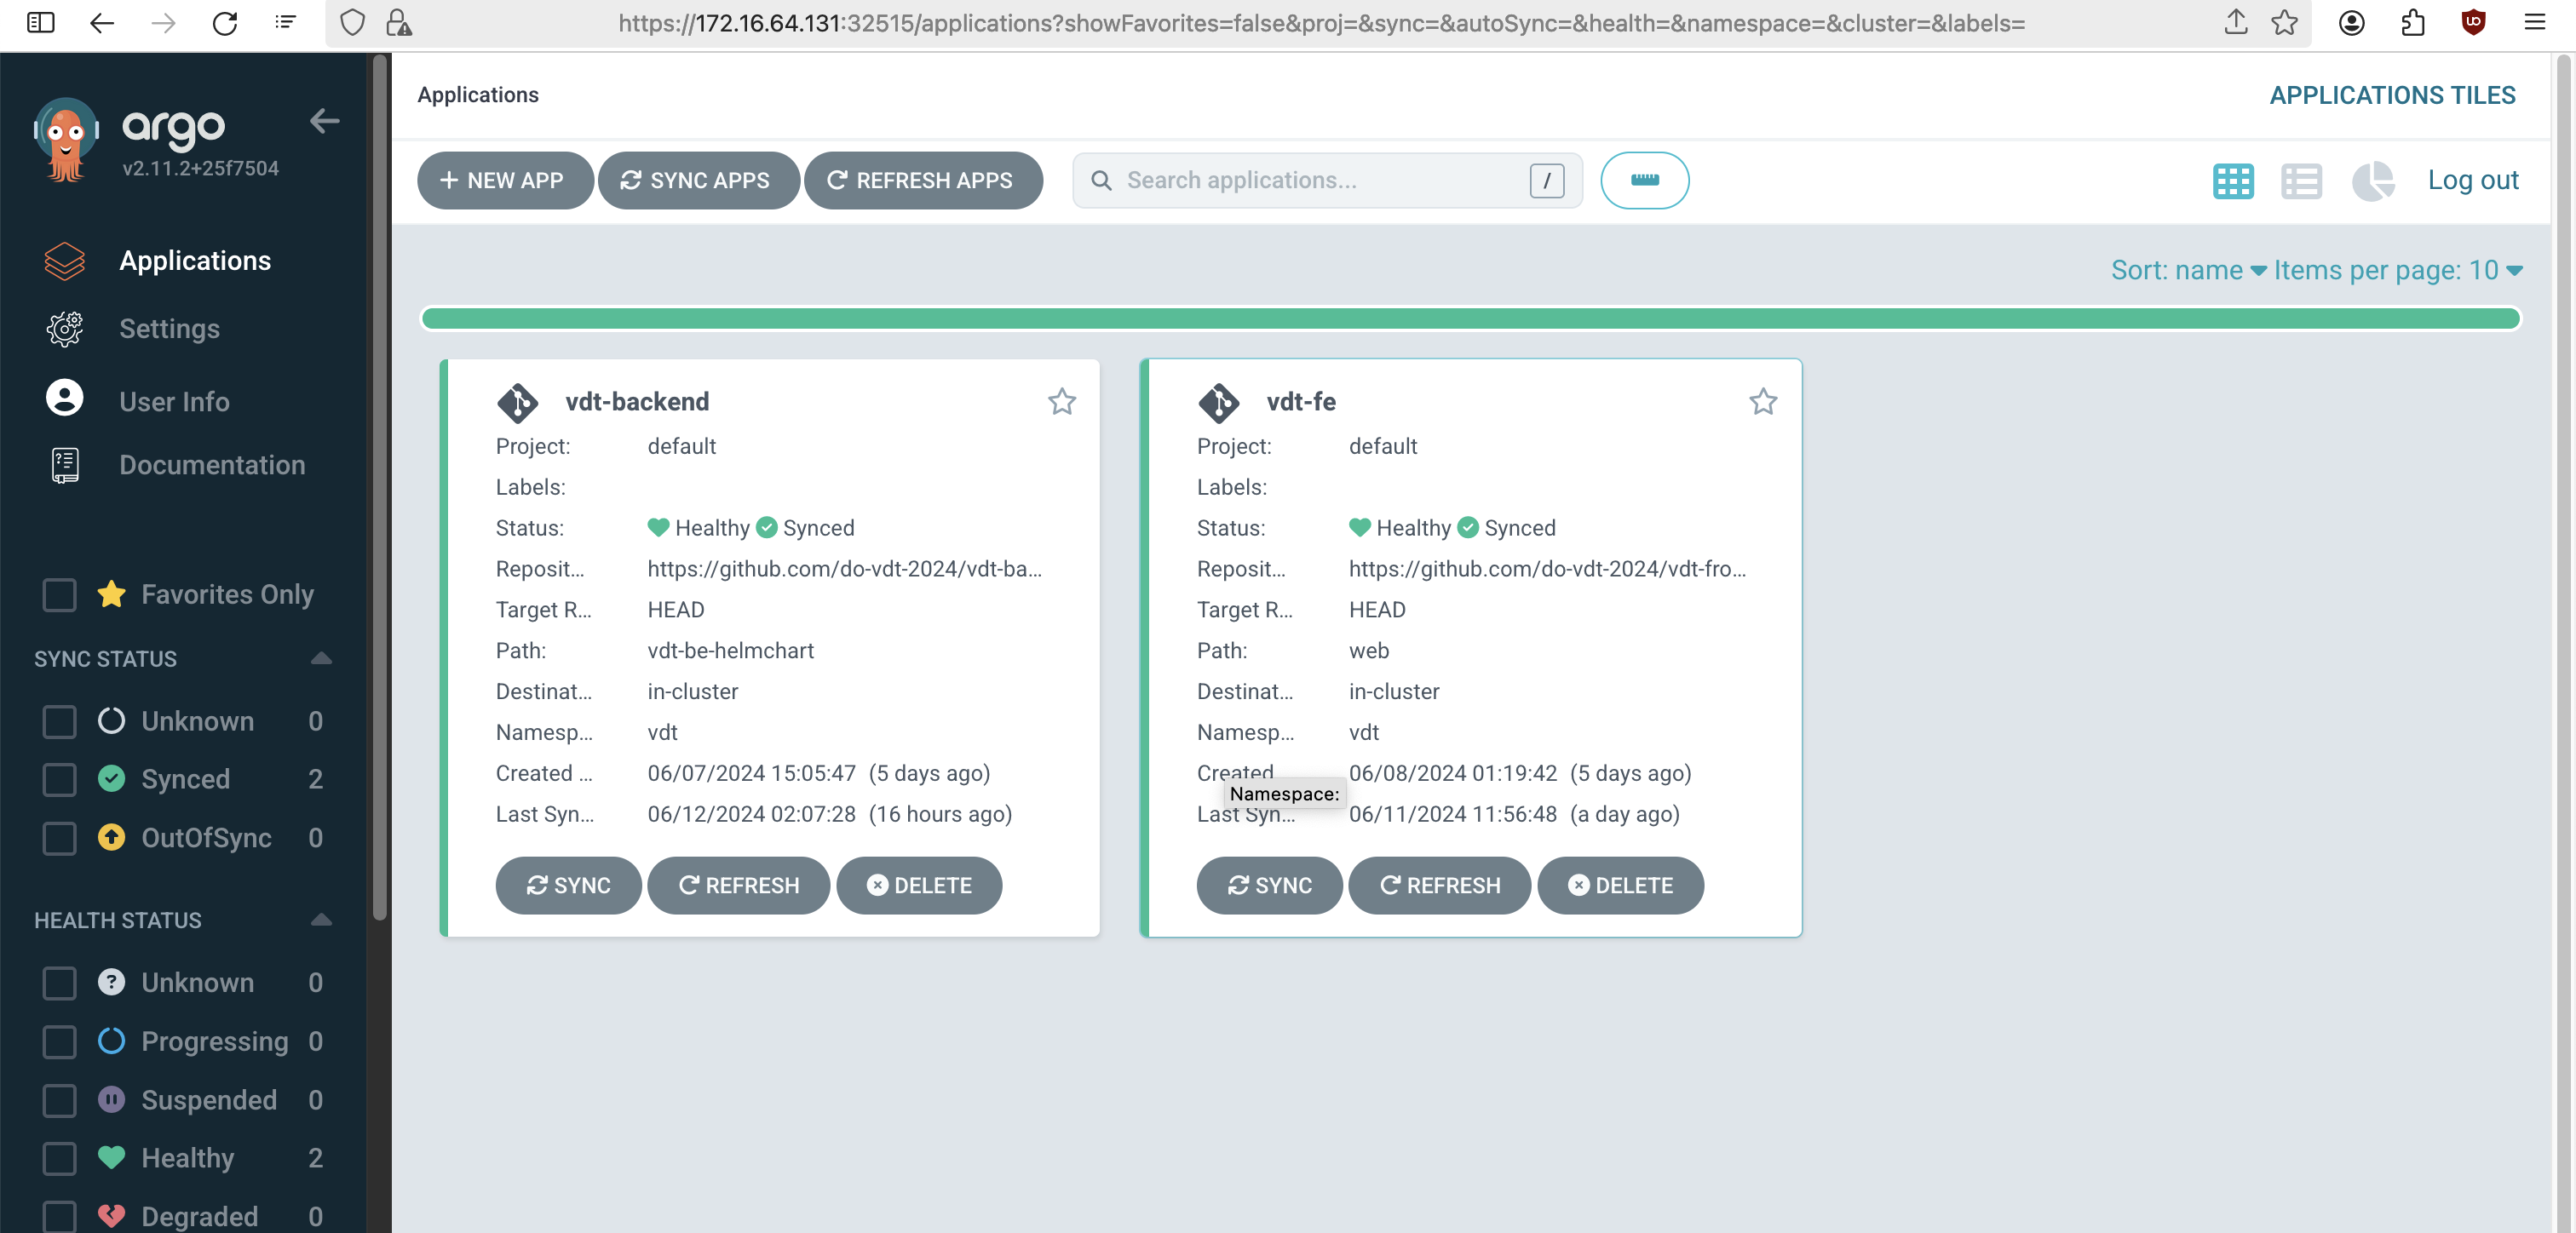 https://172.16.64.131:32515/applications?showFavorites=false&proj=&sync=&autoSync=&health=&namespace=&cluster=&labels=
argo
v2.11.2+25f7504
Applications
Settings
User Info
Documentation
Favorites Only
SYNC STATUS
Unknown 0
Synced 2
OutOfSync 0
HEALTH STATUS
Unknown 0
Progressing 0
Suspended 0
Healthy 2
Degraded 0
Applications
APPLICATIONS TILES
+ NEW APP
SYNC APPS
REFRESH APPS
Search applications...
/
Log out
Sort: name
Items per page: 10
vdt-backend
Project: default
Labels:
Status: Healthy Synced
Reposit... https://github.com/do-vdt-2024/vdt-ba...
Target R... HEAD
Path: vdt-be-helmchart
Destinat... in-cluster
Namesp... vdt
Created ... 06/07/2024 15:05:47 (5 days ago)
Last Syn... 06/12/2024 02:07:28 (16 hours ago)
SYNC
REFRESH
DELETE
vdt-fe
Project: default
Labels:
Status: Healthy Synced
Reposit... https://github.com/do-vdt-2024/vdt-fro...
Target R... HEAD
Path: web
Destinat... in-cluster
Namesp... vdt
Created 06/08/2024 01:19:42 (5 days ago)
Namespace:
Last Syn... 06/11/2024 11:56:48 (a day ago)
SYNC
REFRESH
DELETE